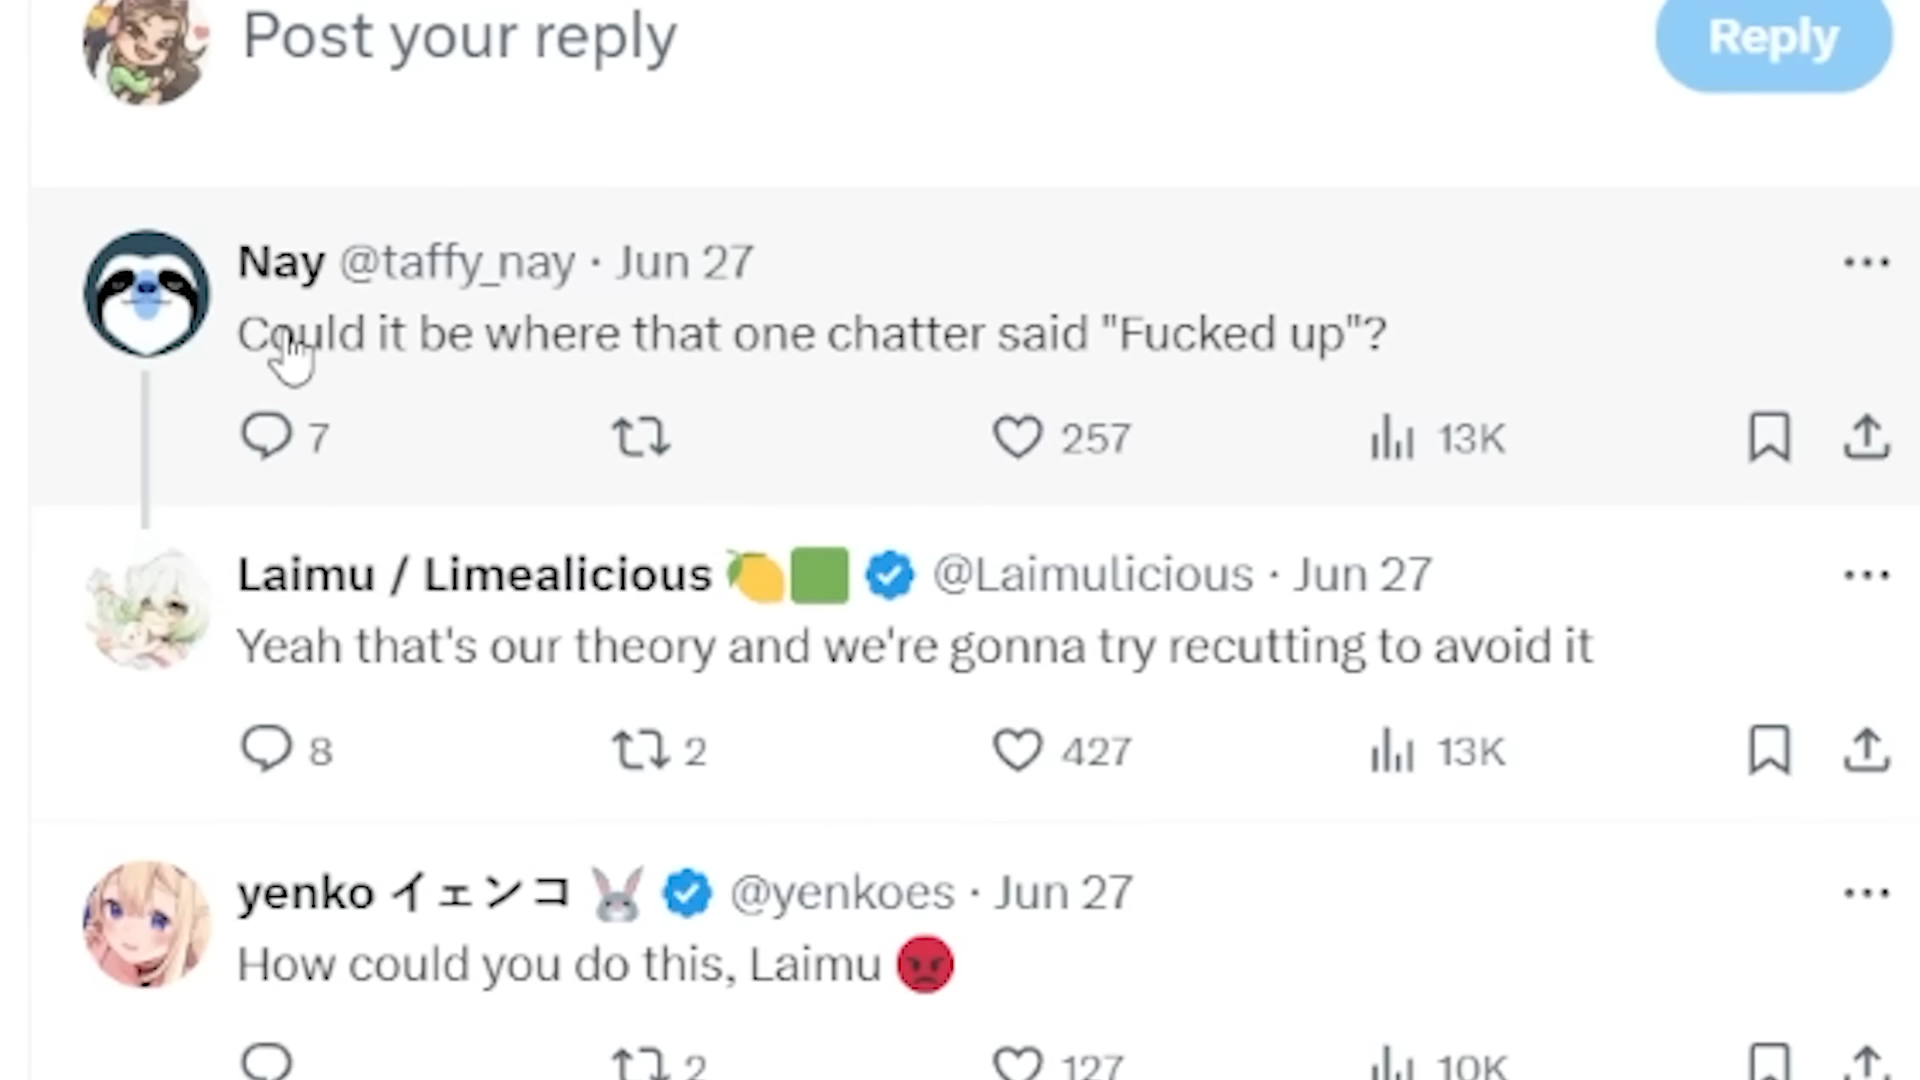 Post your reply
Reply
Nay @taffy_nay · Jun 27
Could it be where that one chatter said "Fucked up"?
7 257 13K
Laimu / Limealicious 🍋🟩 @Laimulicious · Jun 27
Yeah that's our theory and we're gonna try recutting to avoid it
8 2 427 13K
yenko イェンコ 🐰 @yenkoes · Jun 27
How could you do this, Laimu 😡
2 127 10K